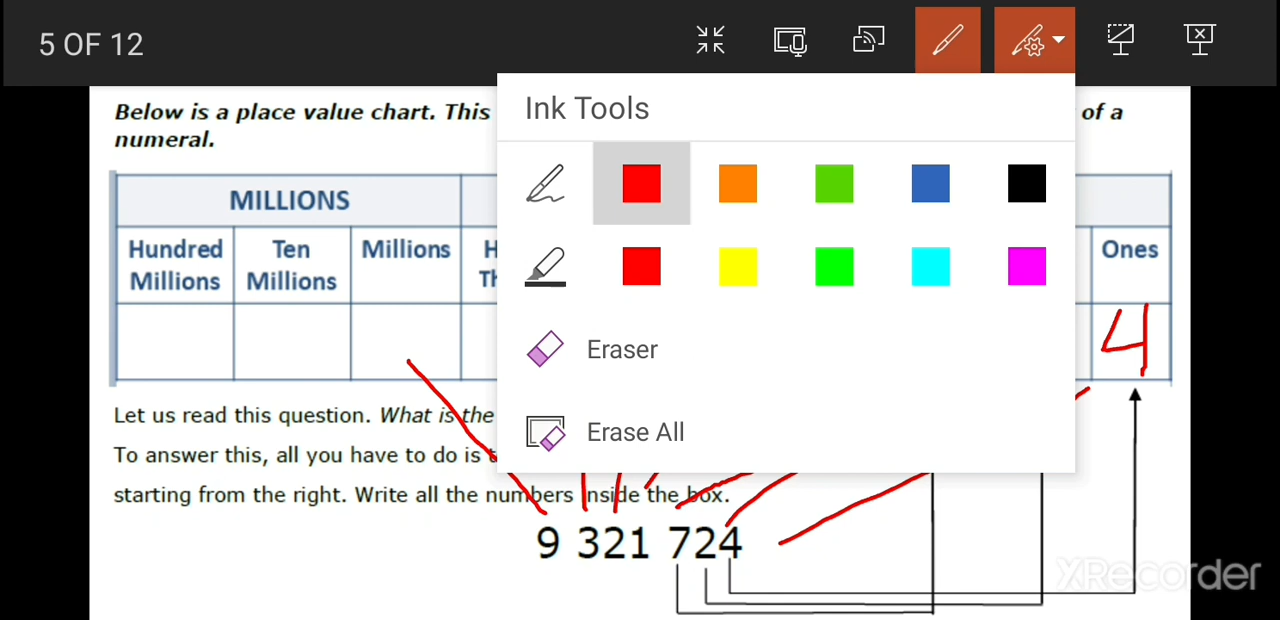 5 OF 12
Below is a place value chart. This
of a
numeral.
Ink Tools
MILLIONS
Hundred Millions
Ten Millions
Millions
H
Th
Ones
4
Eraser
Erase All
Let us read this question. What is the
To answer this, all you have to do is t
starting from the right. Write all the numbers inside the box.
9 321 724
XRecorder